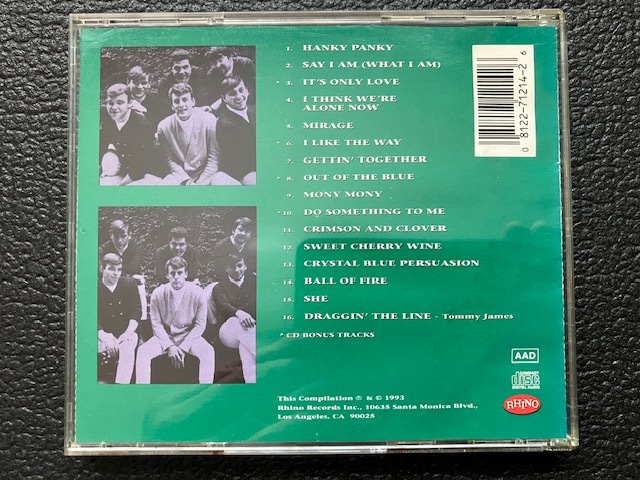 1. HANKY PANKY
2. SAY I AM (WHAT I AM)
* 3. IT'S ONLY LOVE
4. I THINK WE'RE
ALONE NOW
5. MIRAGE
* 6. I LIKE THE WAY
7. GETTIN' TOGETHER
* 8. OUT OF THE BLUE
9. MONY MONY
* 10. DO SOMETHING TO ME
11. CRIMSON AND CLOVER
12. SWEET CHERRY WINE
13. CRYSTAL BLUE PERSUASION
14. BALL OF FIRE
15. SHE
16. DRAGGIN' THE LINE - Tommy James
* CD BONUS TRACKS
0 8122-71214-2 6
AAD
COMPACT
disc
DIGITAL AUDIO
RHINO
This Compilation ℗ & © 1993
Rhino Records Inc., 10635 Santa Monica Blvd.,
Los Angeles, CA 90025